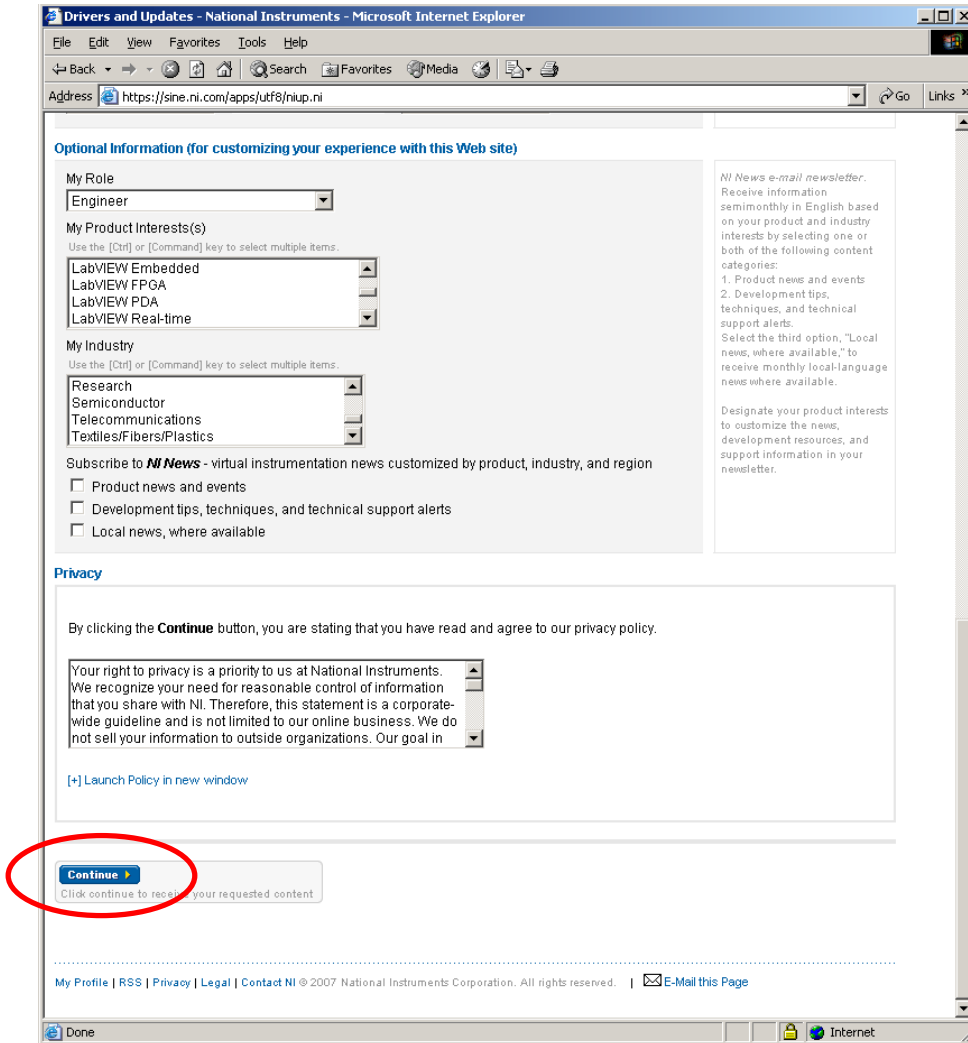 Drivers and Updates - National Instruments - Microsoft Internet Explorer
File Edit View Favorites Tools Help
Back Search Favorites Media
Address https://sine.ni.com/apps/utf8/niup.ni Go Links »
Optional Information (for customizing your experience with this Web site)
My Role
Engineer
My Product Interests(s)
Use the [Ctrl] or [Command] key to select multiple items.
LabVIEW Embedded
LabVIEW FPGA
LabVIEW PDA
LabVIEW Real-time
My Industry
Use the [Ctrl] or [Command] key to select multiple items.
Research
Semiconductor
Telecommunications
Textiles/Fibers/Plastics
Subscribe to NI News - virtual instrumentation news customized by product, industry, and region
Product news and events
Development tips, techniques, and technical support alerts
Local news, where available
NI News e-mail newsletter.
Receive information
semimonthly in English based
on your product and industry
interests by selecting one or
both of the following content
categories:
1. Product news and events
2. Development tips,
techniques, and technical
support alerts.
Select the third option, "Local
news, where available," to
receive monthly local-language
news where available.
Designate your product interests
to customize the news,
development resources, and
support information in your
newsletter.
Privacy
By clicking the Continue button, you are stating that you have read and agree to our privacy policy.
Your right to privacy is a priority to us at National Instruments.
We recognize your need for reasonable control of information
that you share with NI. Therefore, this statement is a corporate-
wide guideline and is not limited to our online business. We do
not sell your information to outside organizations. Our goal in
[+] Launch Policy in new window
Continue
Click continue to receive your requested content
My Profile | RSS | Privacy | Legal | Contact NI © 2007 National Instruments Corporation. All rights reserved. | E-Mail this Page
Done Internet